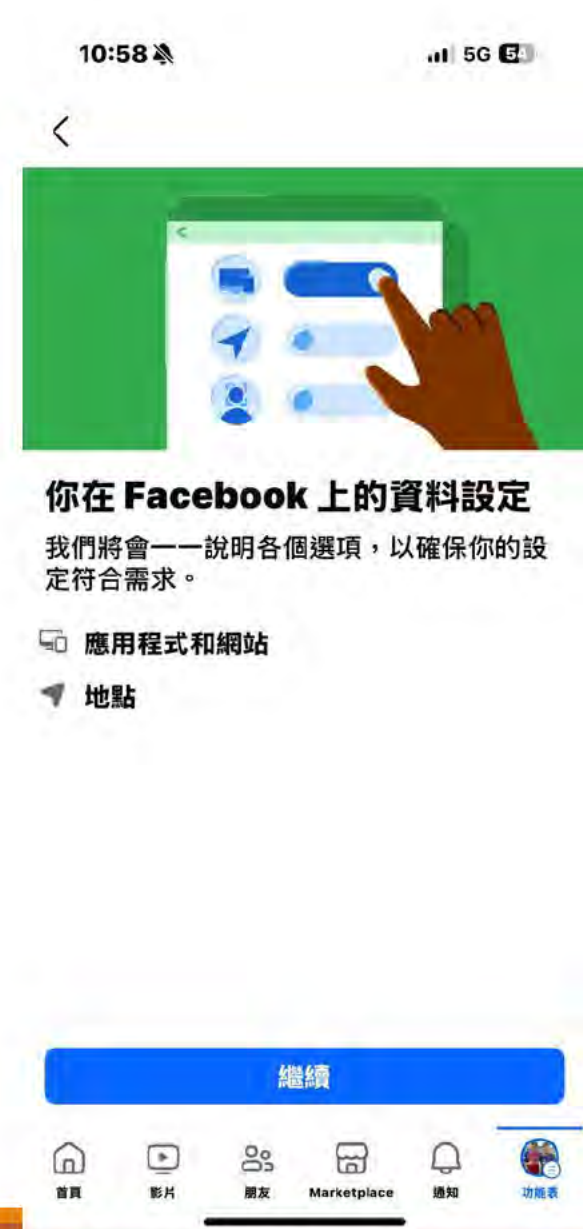 10:58
5G 54
你在 Facebook 上的資料設定
我們將會一一說明各個選項，以確保你的設
定符合需求。
應用程式和網站
地點
繼續
首頁 影片 朋友 Marketplace 通知 功能表